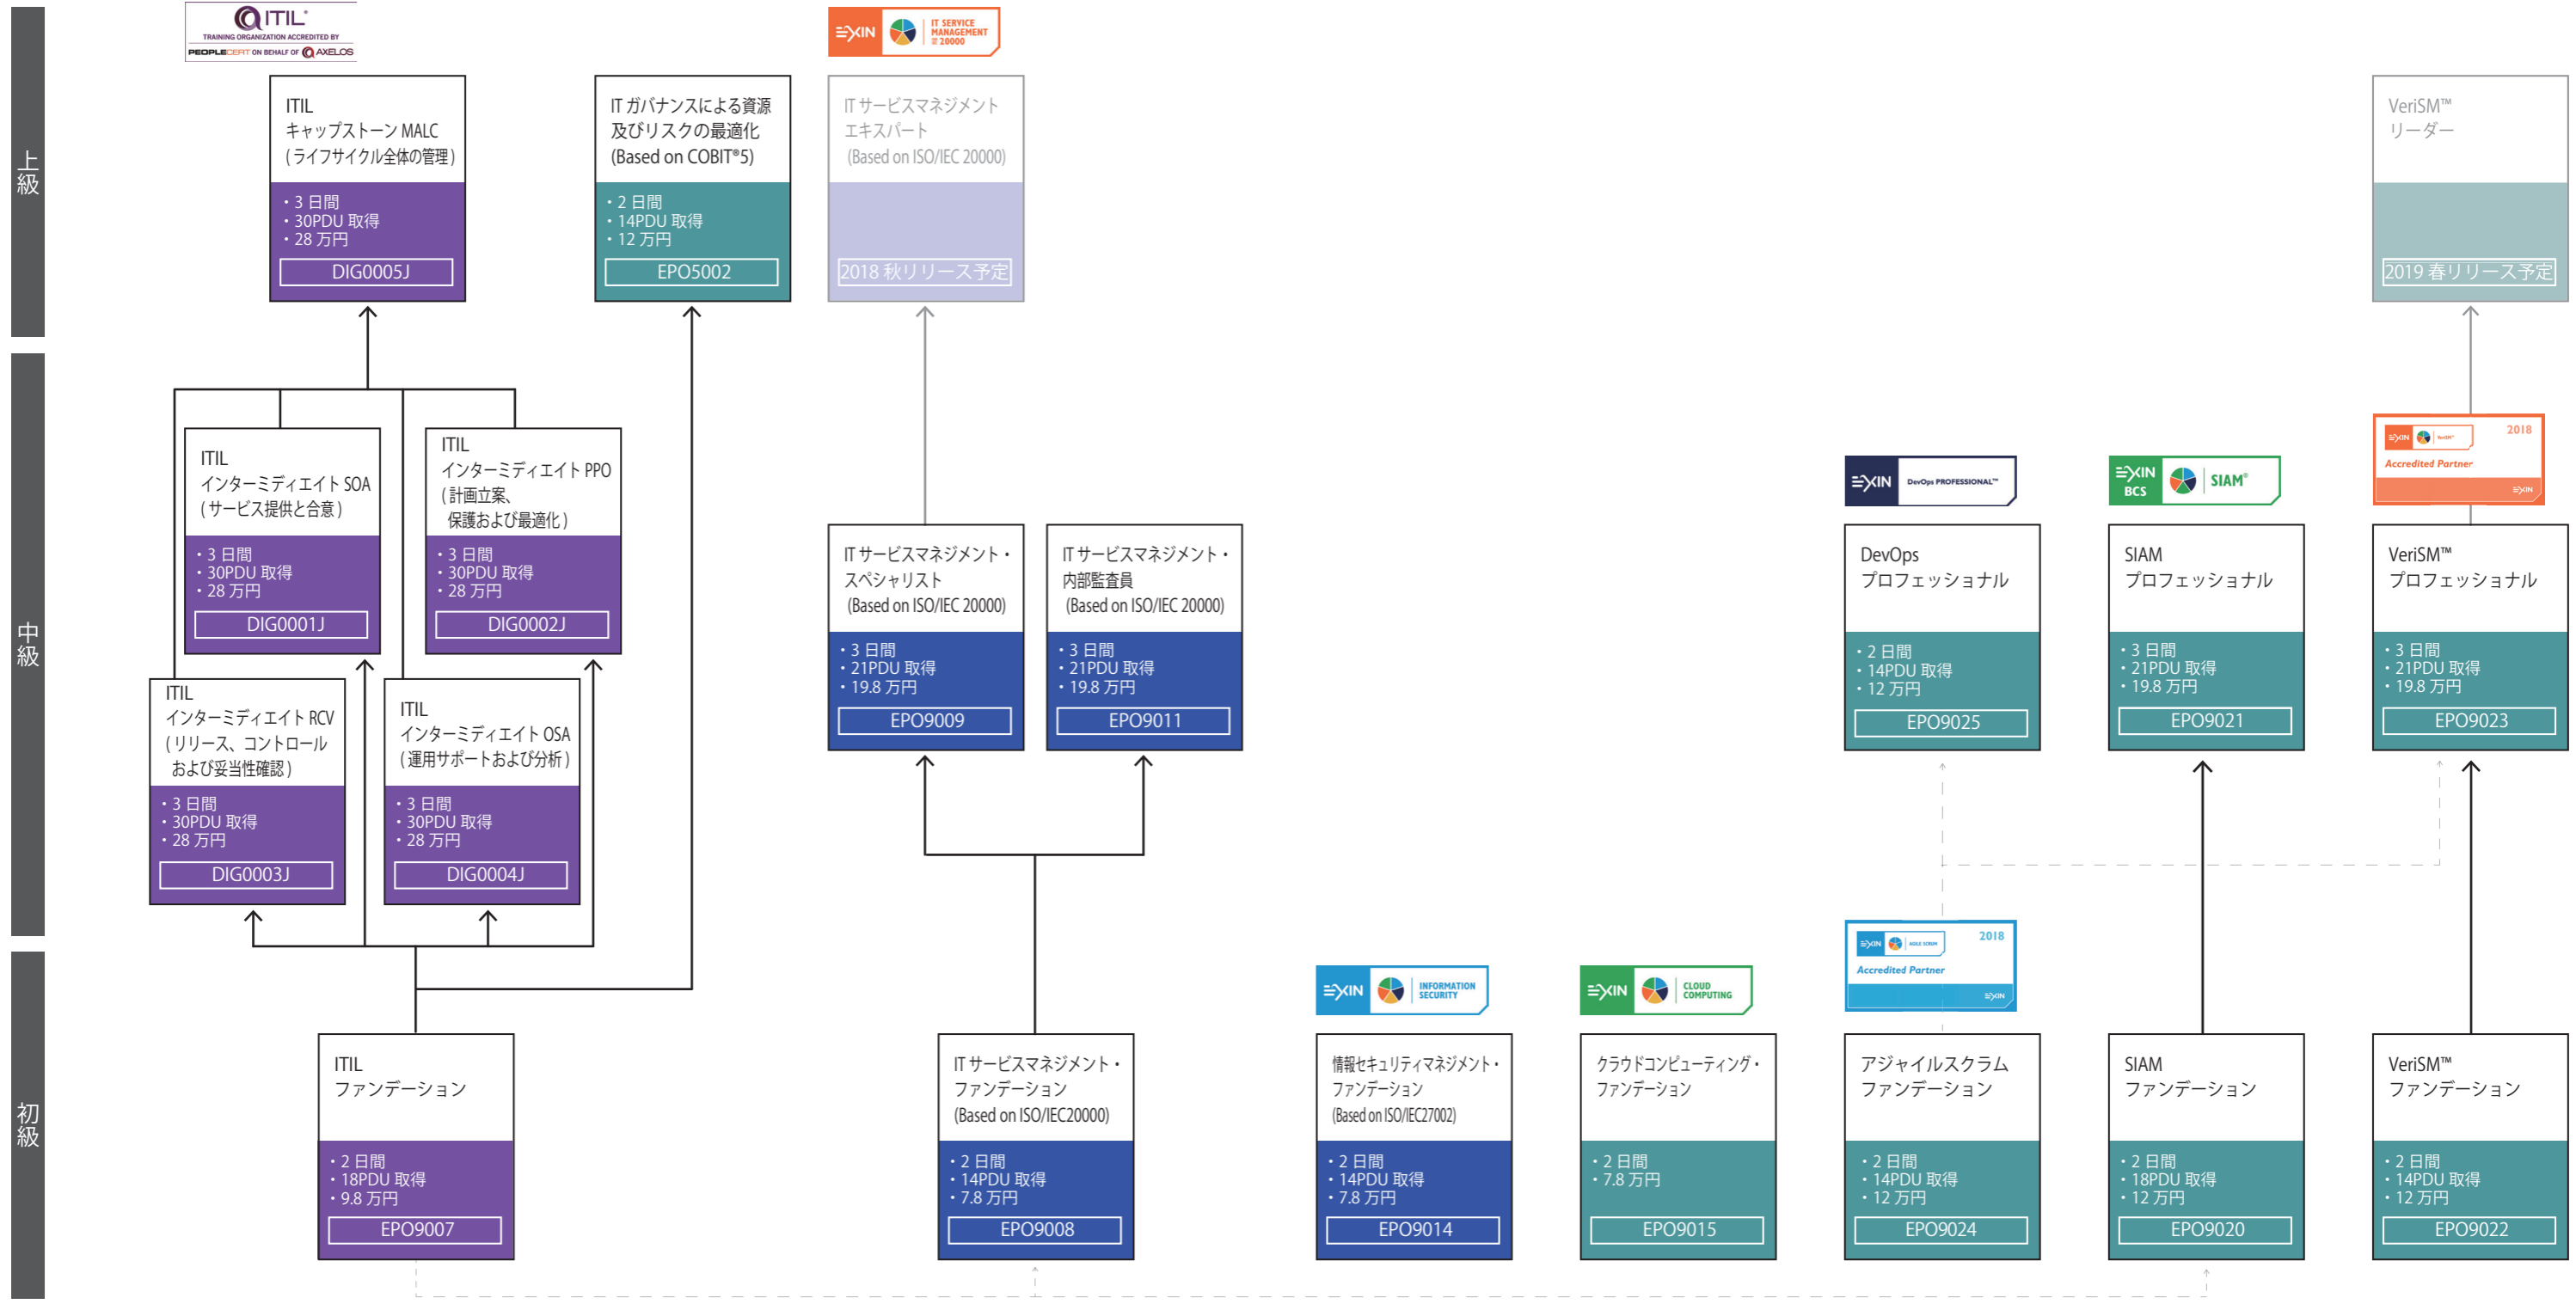 ITIL®
TRAINING ORGANIZATION ACCREDITED BY
PEOPLECERT ON BEHALF OF AXELOS
EXIN
IT SERVICE
MANAGEMENT
20000
上級
ITIL
キャップストーン MALC
(ライフサイクル全体の管理)
・3 日間
・30PDU 取得
・28 万円
DIG0005J
IT ガバナンスによる資源
及びリスクの最適化
(Based on COBIT®5)
・2 日間
・14PDU 取得
・12 万円
EPO5002
IT サービスマネジメント
エキスパート
(Based on ISO/IEC 20000)
2018 秋リリース予定
VeriSM™
リーダー
2019 春リリース予定
中級
ITIL
インターミディエイト SOA
(サービス提供と合意)
・3 日間
・30PDU 取得
・28 万円
DIG0001J
ITIL
インターミディエイト PPO
(計画立案、
保護および最適化)
・3 日間
・30PDU 取得
・28 万円
DIG0002J
ITIL
インターミディエイト RCV
(リリース、コントロール
および妥当性確認)
・3 日間
・30PDU 取得
・28 万円
DIG0003J
ITIL
インターミディエイト OSA
(運用サポートおよび分析)
・3 日間
・30PDU 取得
・28 万円
DIG0004J
IT サービスマネジメント・
スペシャリスト
(Based on ISO/IEC 20000)
・3 日間
・21PDU 取得
・19.8 万円
EPO9009
IT サービスマネジメント・
内部監査員
(Based on ISO/IEC 20000)
・3 日間
・21PDU 取得
・19.8 万円
EPO9011
EXIN
DevOps PROFESSIONAL™
DevOps
プロフェッショナル
・2 日間
・14PDU 取得
・12 万円
EPO9025
EXIN
BCS
SIAM®
SIAM
プロフェッショナル
・3 日間
・21PDU 取得
・19.8 万円
EPO9021
EXIN
VeriSM™
2018
Accredited Partner
EXIN
VeriSM™
プロフェッショナル
・3 日間
・21PDU 取得
・19.8 万円
EPO9023
初級
ITIL
ファンデーション
・2 日間
・18PDU 取得
・9.8 万円
EPO9007
IT サービスマネジメント・
ファンデーション
(Based on ISO/IEC20000)
・2 日間
・14PDU 取得
・7.8 万円
EPO9008
EXIN
INFORMATION
SECURITY
情報セキュリティマネジメント・
ファンデーション
(Based on ISO/IEC27002)
・2 日間
・14PDU 取得
・7.8 万円
EPO9014
EXIN
CLOUD
COMPUTING
クラウドコンピューティング・
ファンデーション
・2 日間
・7.8 万円
EPO9015
EXIN
AGILE SCRUM
2018
Accredited Partner
EXIN
アジャイルスクラム
ファンデーション
・2 日間
・14PDU 取得
・12 万円
EPO9024
SIAM
ファンデーション
・2 日間
・18PDU 取得
・12 万円
EPO9020
VeriSM™
ファンデーション
・2 日間
・14PDU 取得
・12 万円
EPO9022